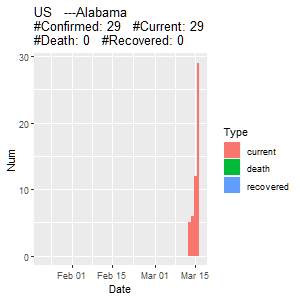 US   ---Alabama
#Confirmed: 29   #Current: 29
#Death: 0   #Recovered: 0
30
20
10
0
Num
Feb 01
Feb 15
Mar 01
Mar 15
Date
Type
current
death
recovered